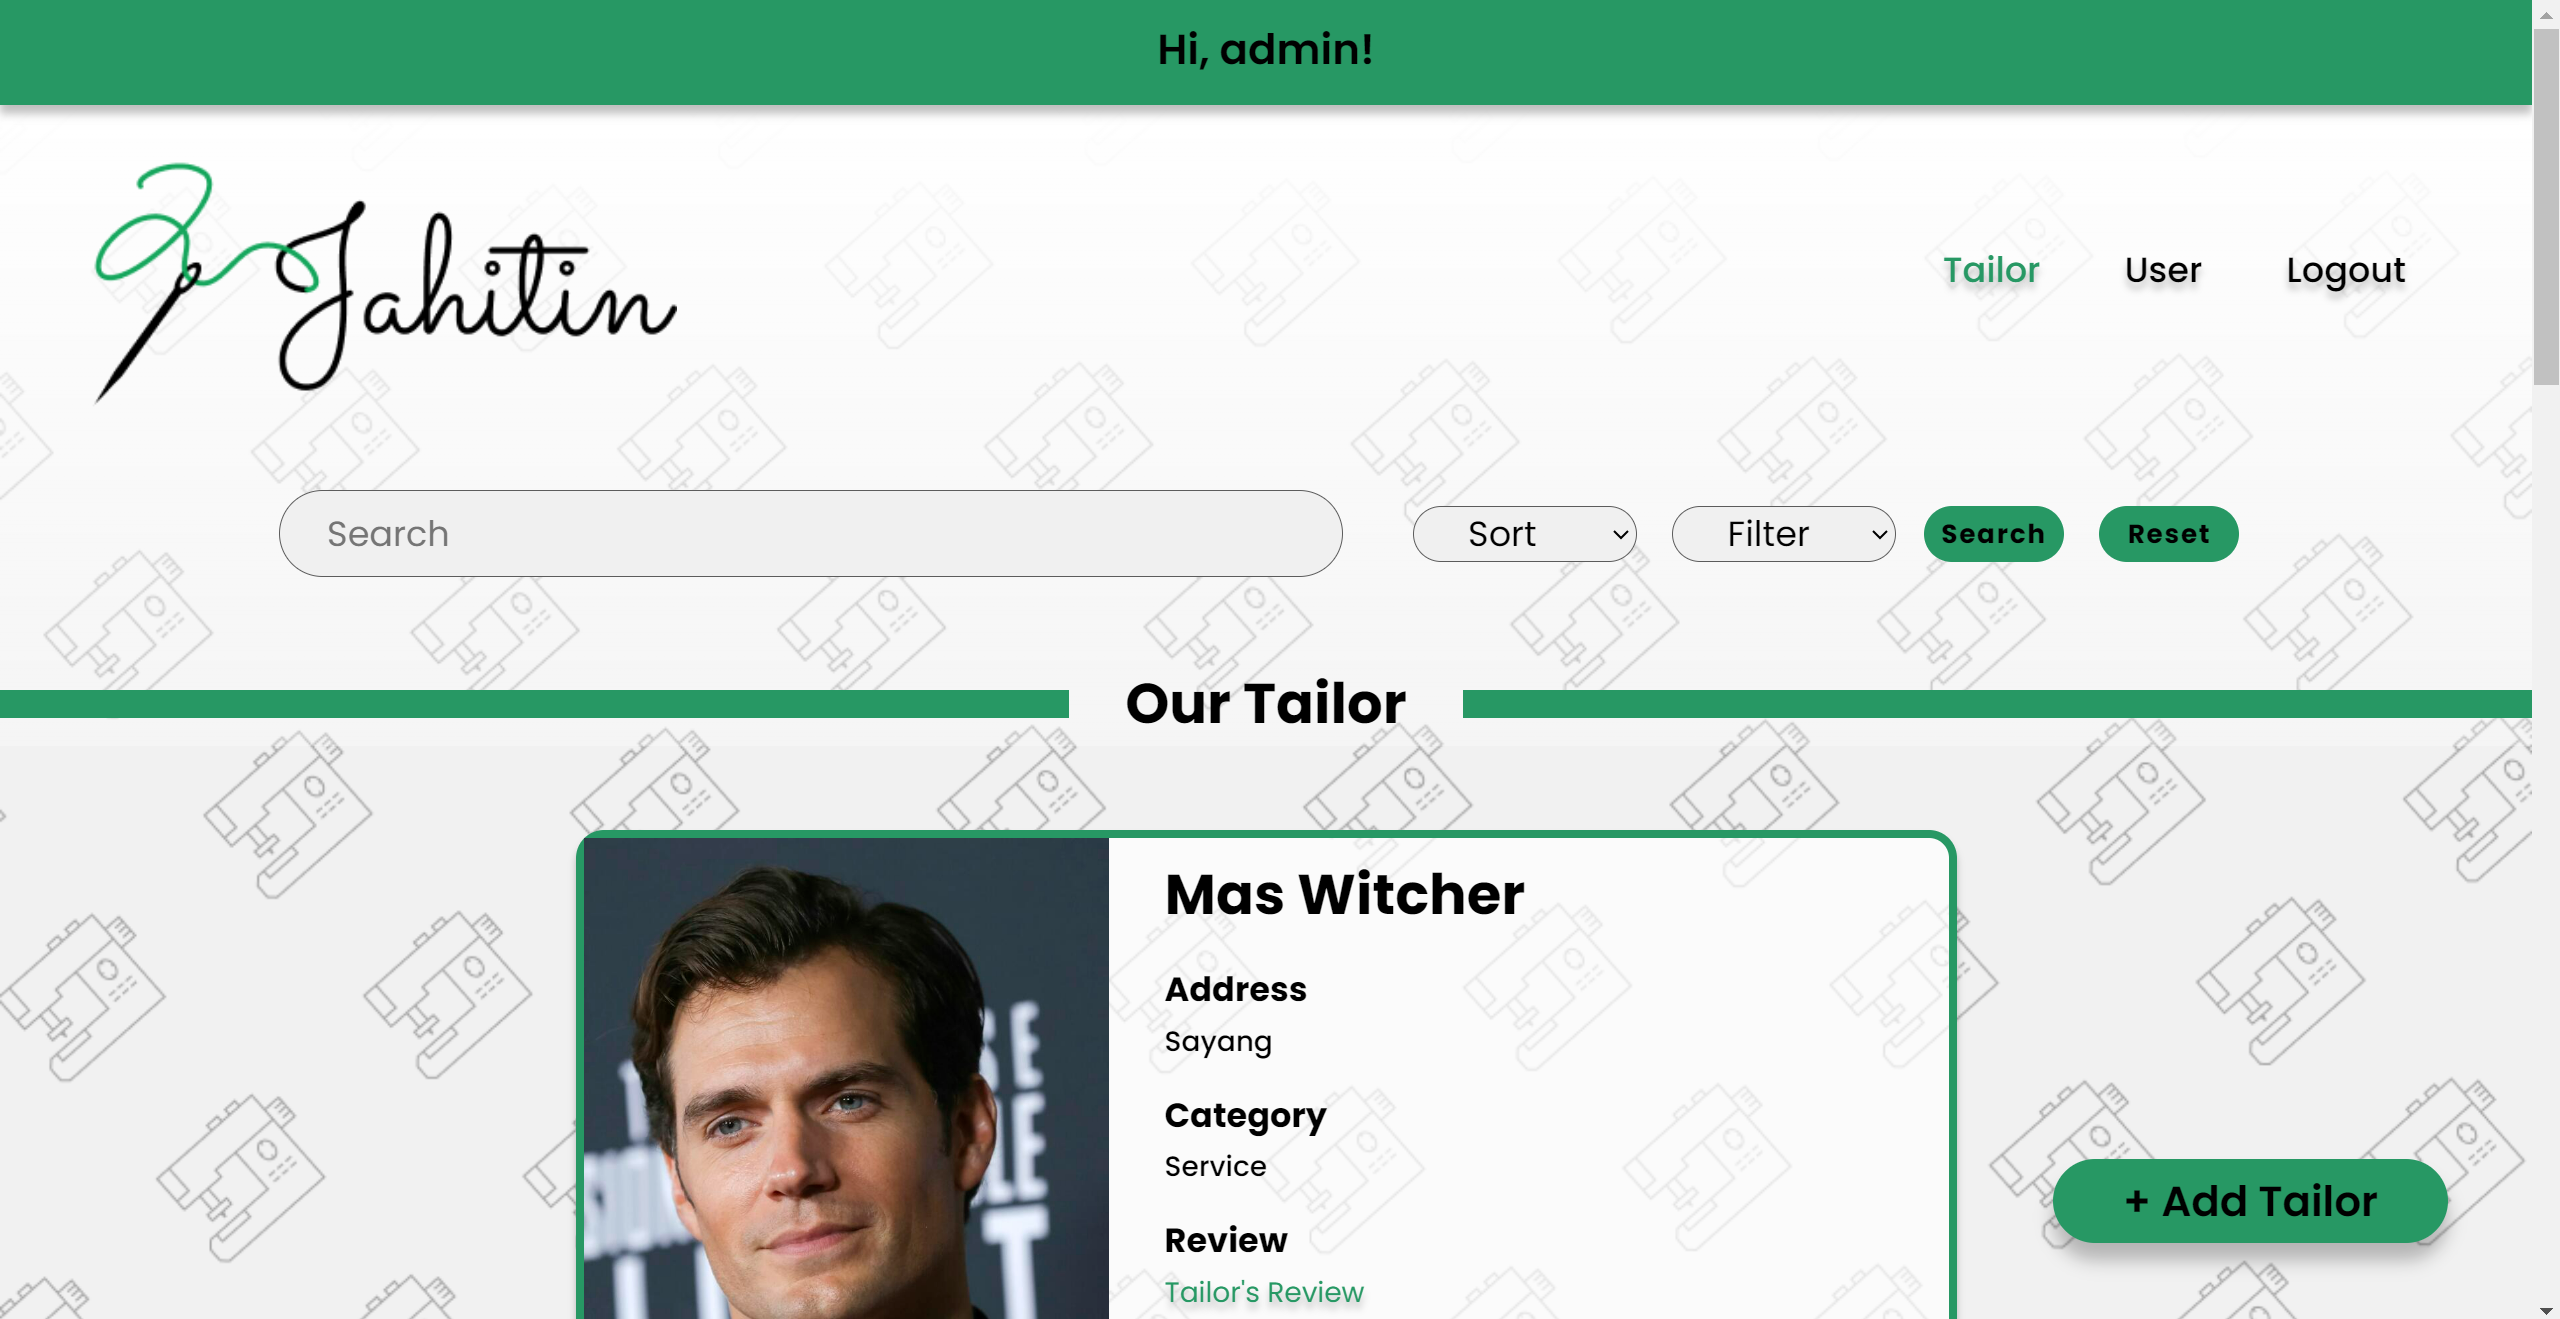 Hi, admin!
Jahitin
Tailor User Logout
Search Sort Filter Search Reset
Our Tailor
Mas Witcher
Address
Sayang
Category
Service
Review
Tailor's Review
+ Add Tailor